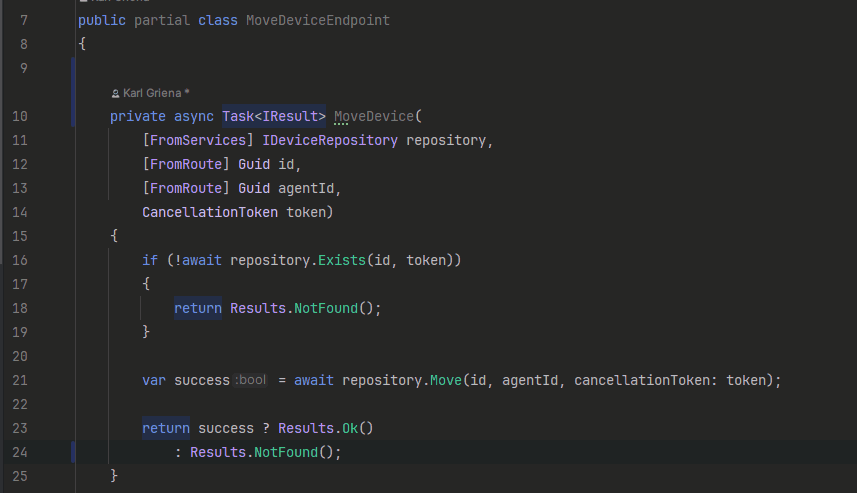 7 public partial class MoveDeviceEndpoint
8 {
9
Karl Griena *
10 private async Task<IResult> MoveDevice(
11 [FromServices] IDeviceRepository repository,
12 [FromRoute] Guid id,
13 [FromRoute] Guid agentId,
14 CancellationToken token)
15 {
16 if (!await repository.Exists(id, token))
17 {
18 return Results.NotFound();
19 }
20
21 var success :bool = await repository.Move(id, agentId, cancellationToken: token);
22
23 return success ? Results.Ok()
24 : Results.NotFound();
25 }